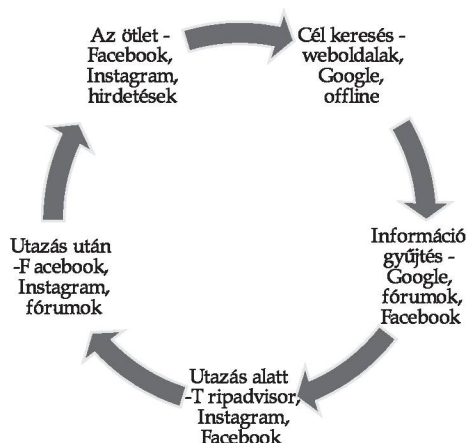 Az ötlet -
Facebook,
Instagram,
hirdetések
Cél keresés -
weboldalak,
Google,
offline
Információ
gyűjtés -
Google,
fórumok,
Facebook
Utazás alatt
-T ripadvisor,
Instagram,
Facebook
Utazás után
-F acebook,
Instagram,
fórumok